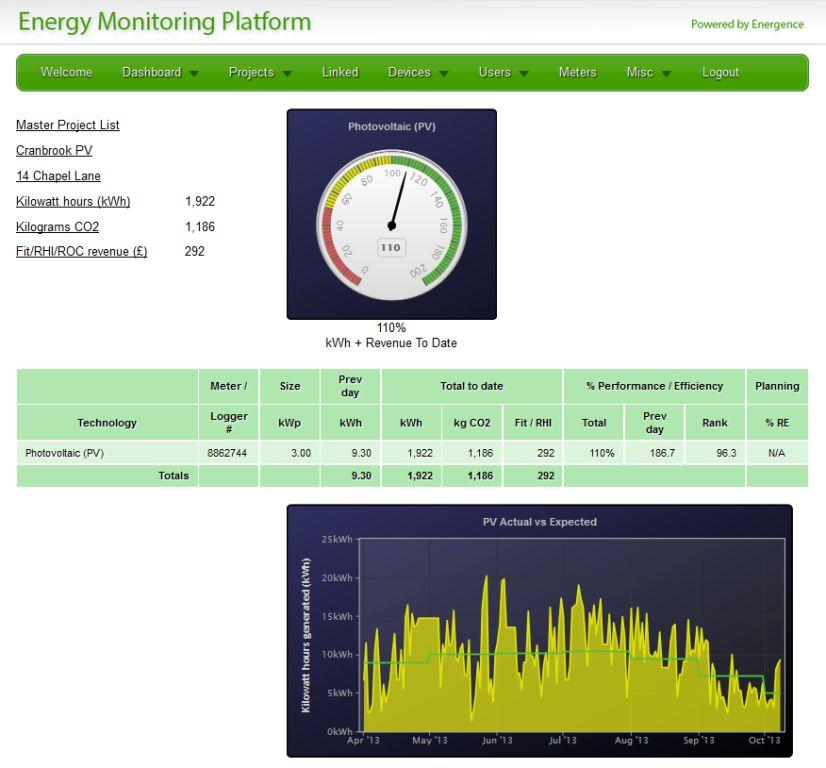 Energy Monitoring Platform
Powered by Energence
Welcome Dashboard Projects Linked Devices Users Meters Misc Logout
Master Project List
Cranbrook PV
14 Chapel Lane
Kilowatt hours (kWh) 1,922
Kilograms CO2 1,186
Fit/RHI/ROC revenue (£) 292
Photovoltaic (PV)
0 20 40 60 80 100 120 140 160 180 200
110
110%
kWh + Revenue To Date
Meter / Size Prev day Total to date % Performance / Efficiency Planning
Technology Logger # kWp kWh kWh kg CO2 Fit / RHI Total Prev day Rank % RE
Photovoltaic (PV) 8862744 3.00 9.30 1,922 1,186 292 110% 186.7 96.3 N/A
Totals 9.30 1,922 1,186 292
PV Actual vs Expected
Kilowatt hours generated (kWh)
25kWh
20kWh
15kWh
10kWh
5kWh
0kWh
Apr '13 May '13 Jun '13 Jul '13 Aug '13 Sep '13 Oct '13